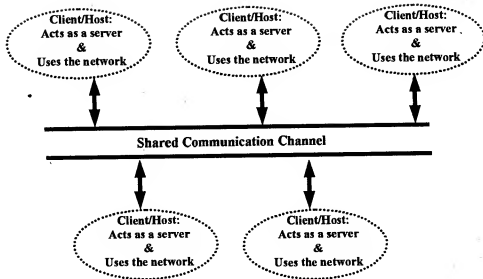 Client/Host:
Acts as a server
&
Uses the network
Client/Host:
Acts as a server
&
Uses the network
Client/Host:
Acts as a server
&
Uses the network
Shared Communication Channel
Client/Host:
Acts as a server
&
Uses the network
Client/Host:
Acts as a server
&
Uses the network